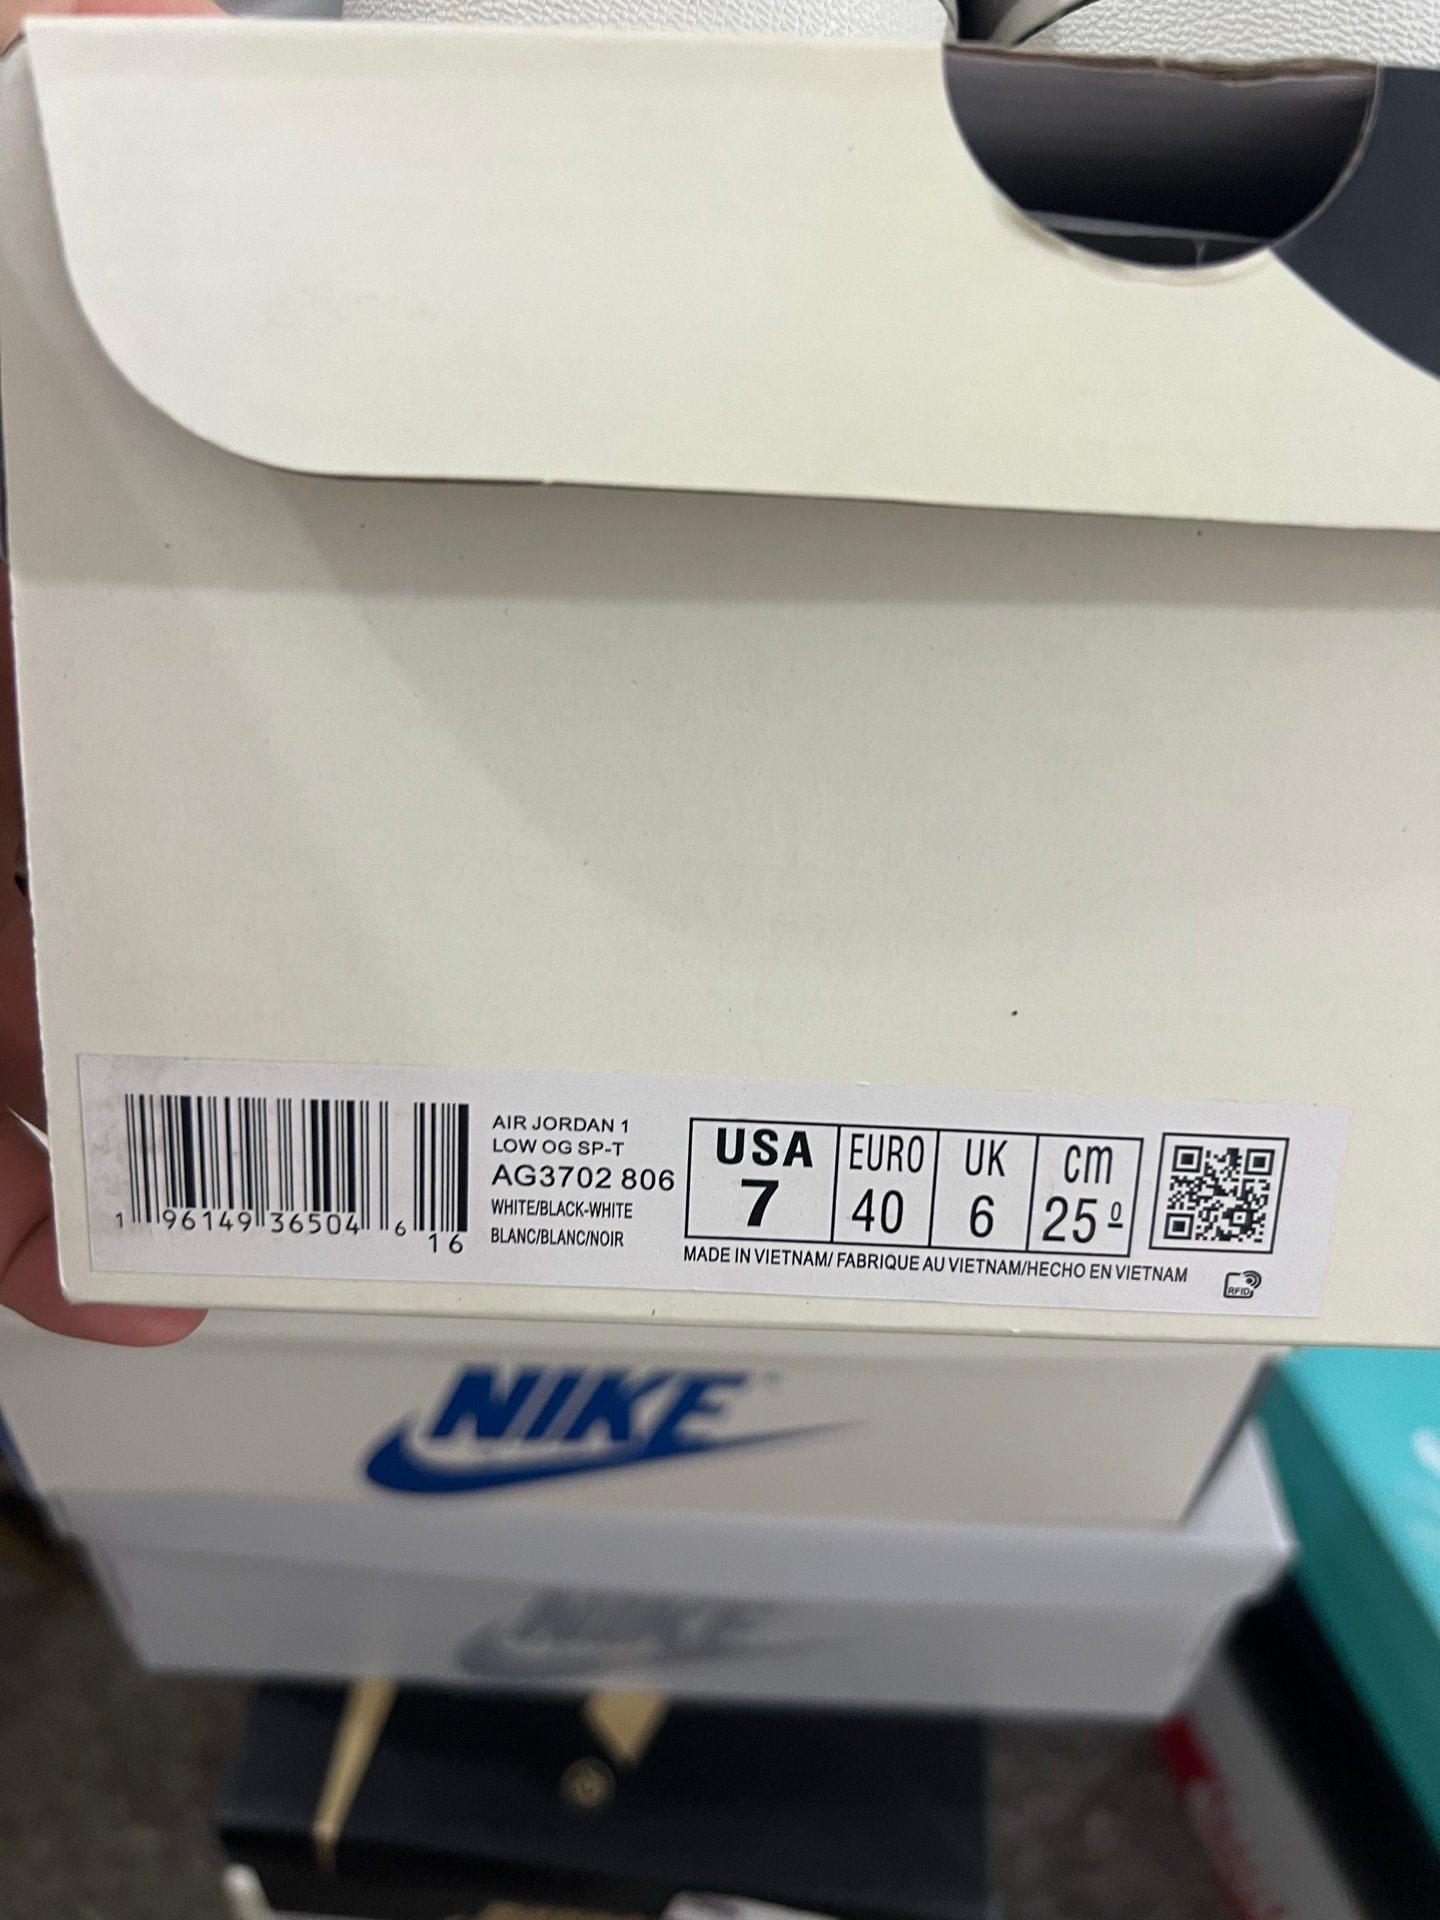 AIR JORDAN 1
LOW OG SP-T
AG3702 806
WHITE/BLACK-WHITE
BLANC/BLANC/NOIR
1 96149 36504 6
16
USA EURO UK cm
7 40 6 25 0
MADE IN VIETNAM/ FABRIQUE AU VIETNAM/HECHO EN VIETNAM
RFID
NIKE
NIKE